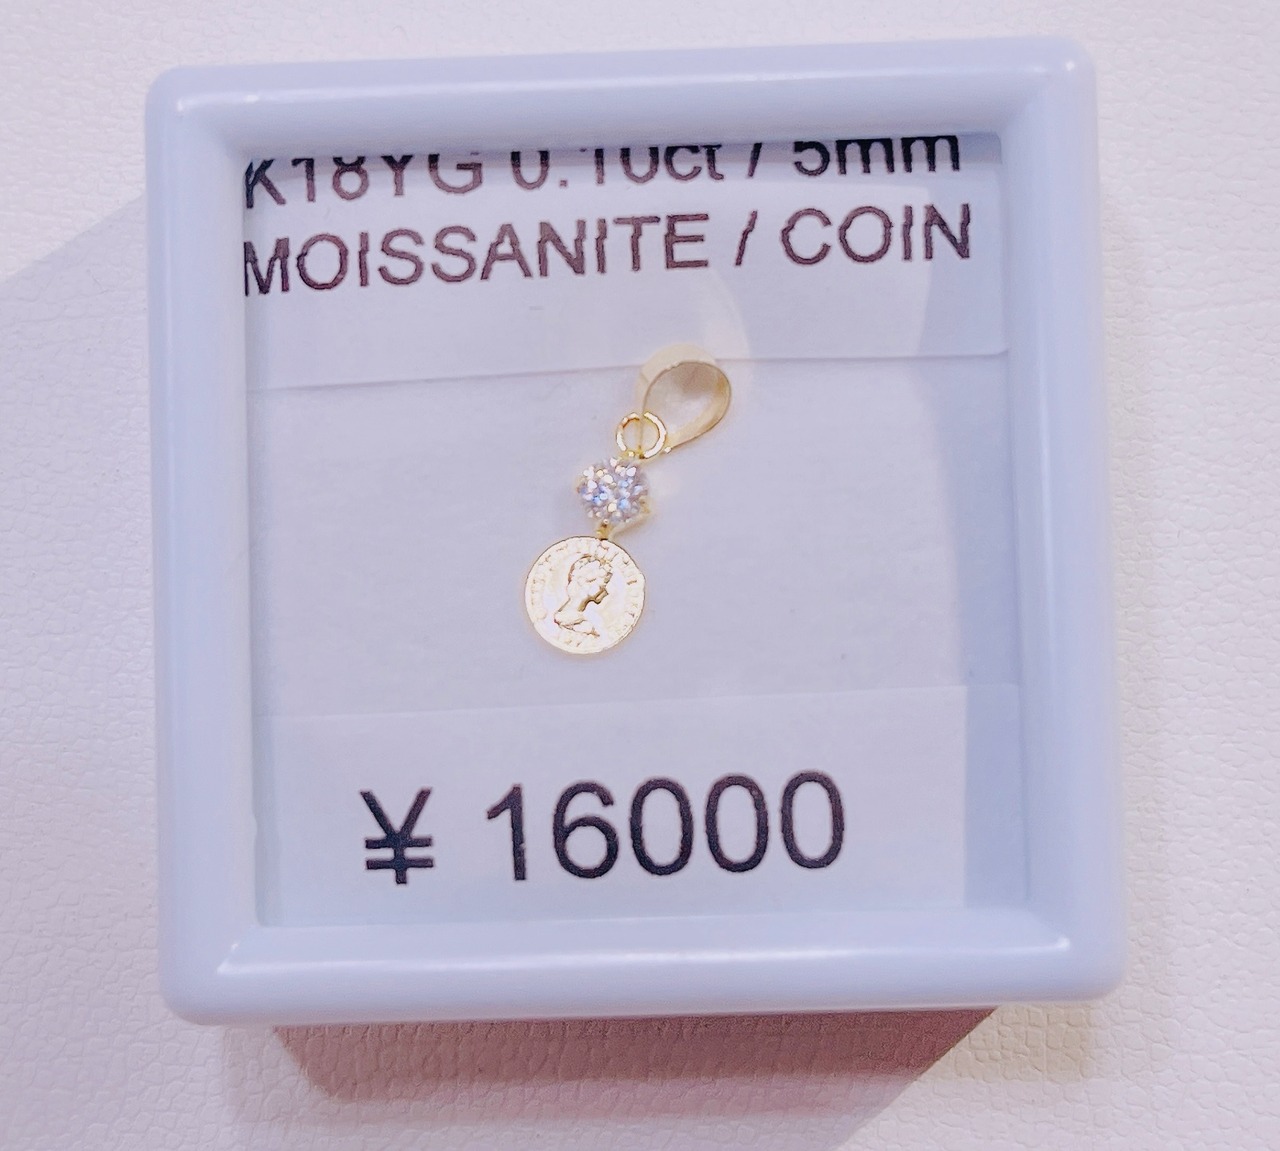 K18YG 0.10ct / 5mm
MOISSANITE / COIN
¥ 16000